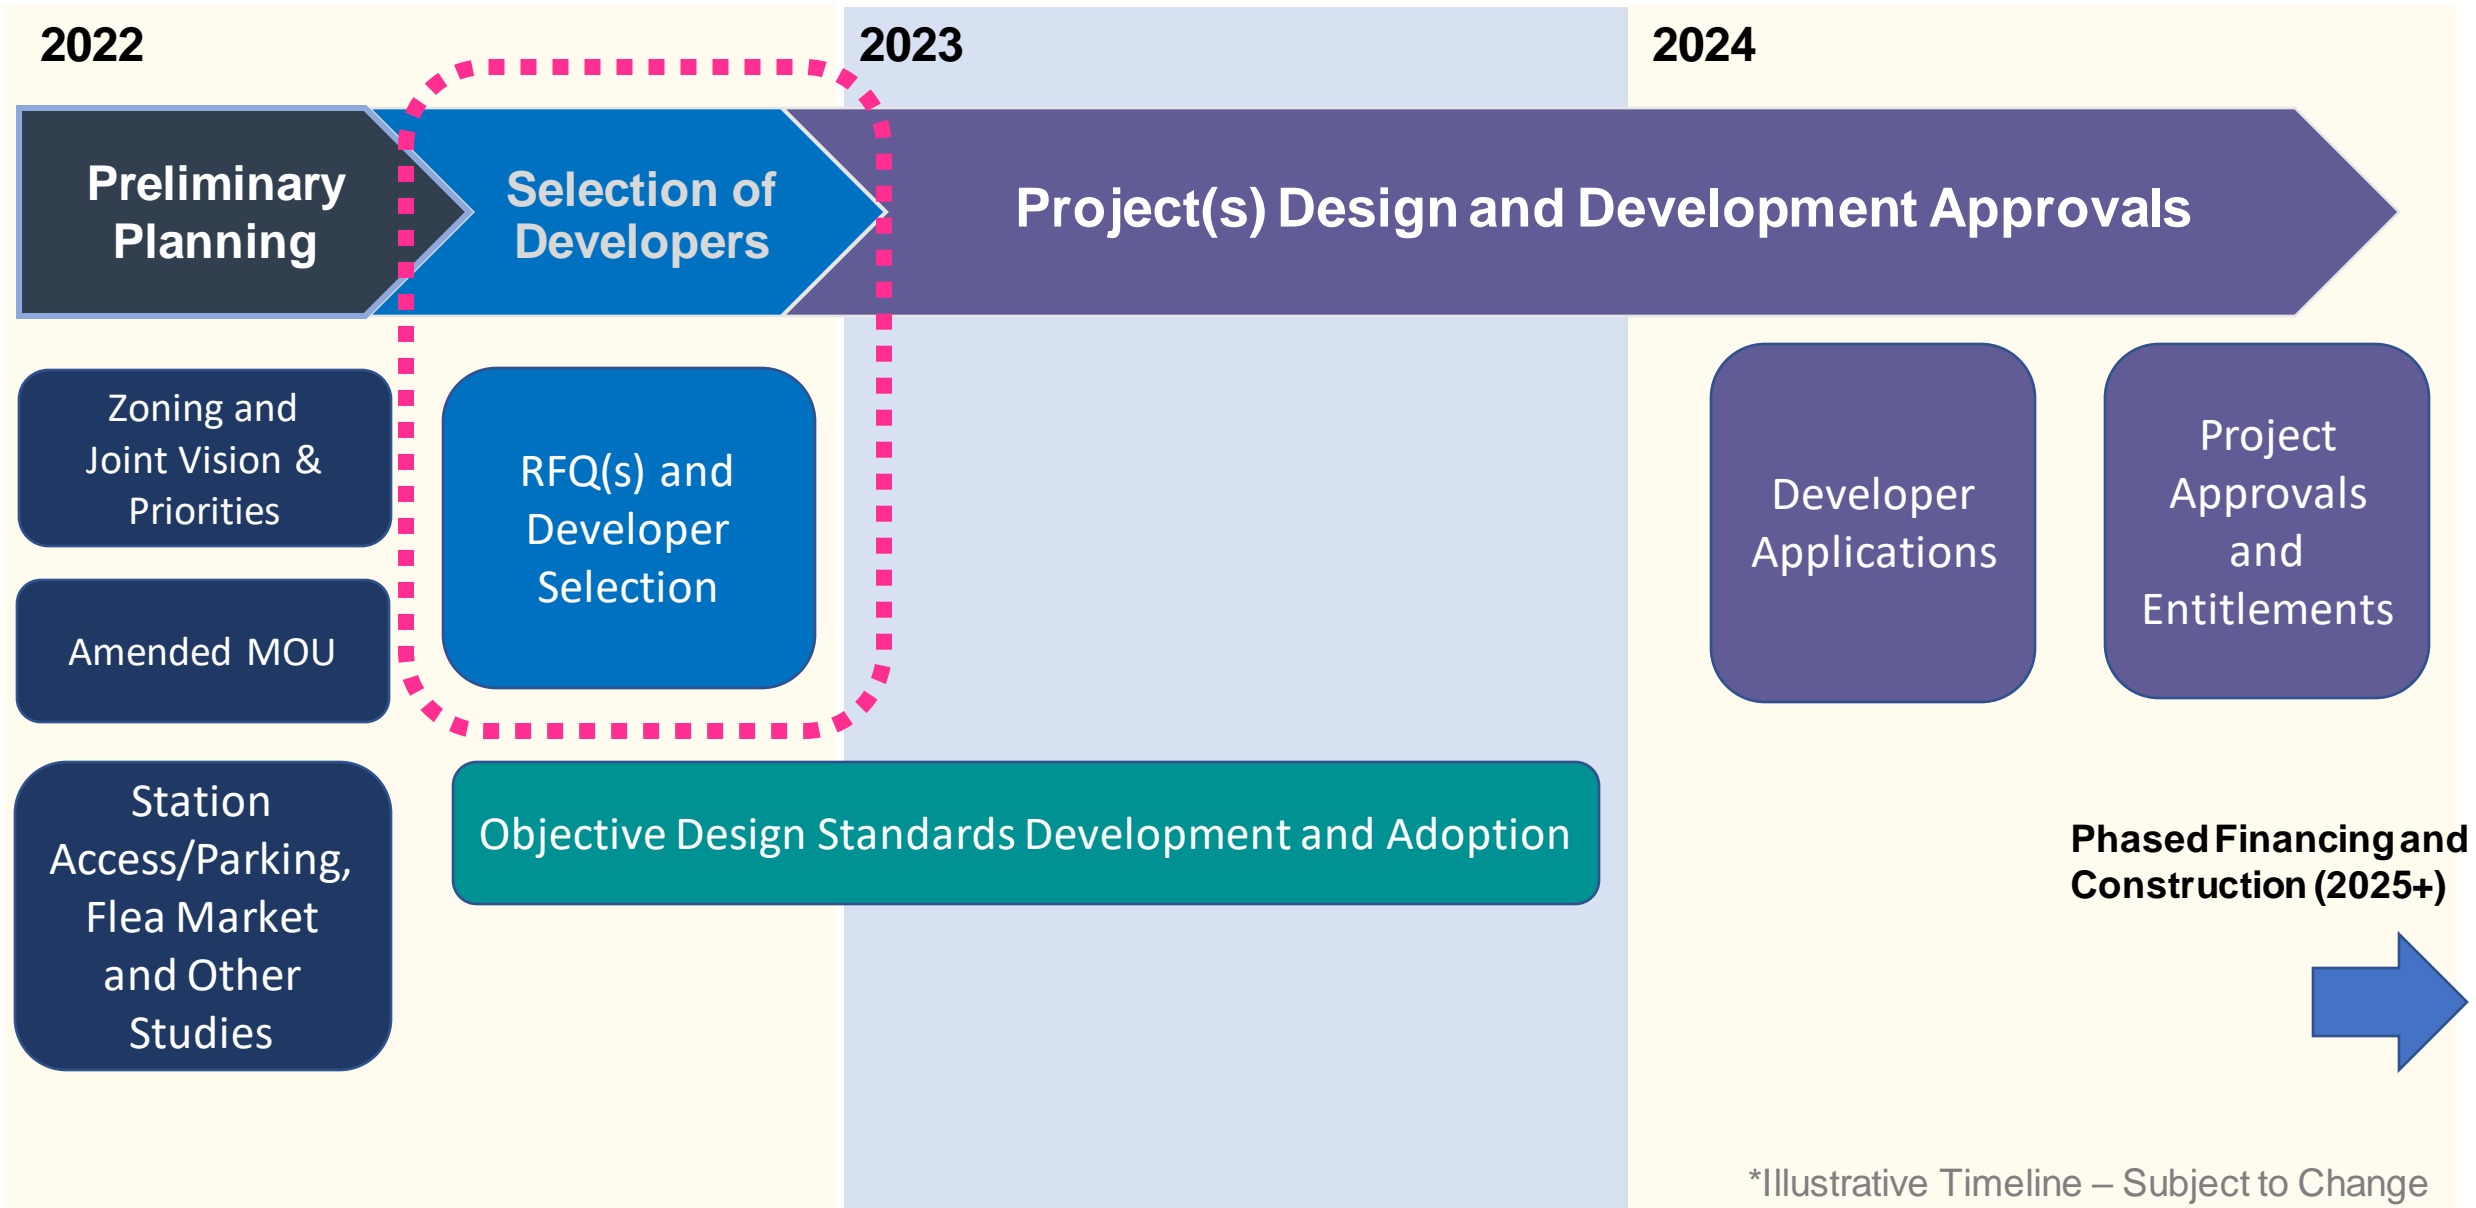 2022
2023
2024
Preliminary
Planning
Selection of
Developers
Project(s) Design and Development Approvals
Zoning and
Joint Vision &
Priorities
Amended MOU
Station
Access/Parking,
Flea Market
and Other
Studies
RFQ(s) and
Developer
Selection
Objective Design Standards Development and Adoption
Developer
Applications
Project
Approvals
and
Entitlements
Phased Financing and
Construction (2025+)
*Illustrative Timeline – Subject to Change